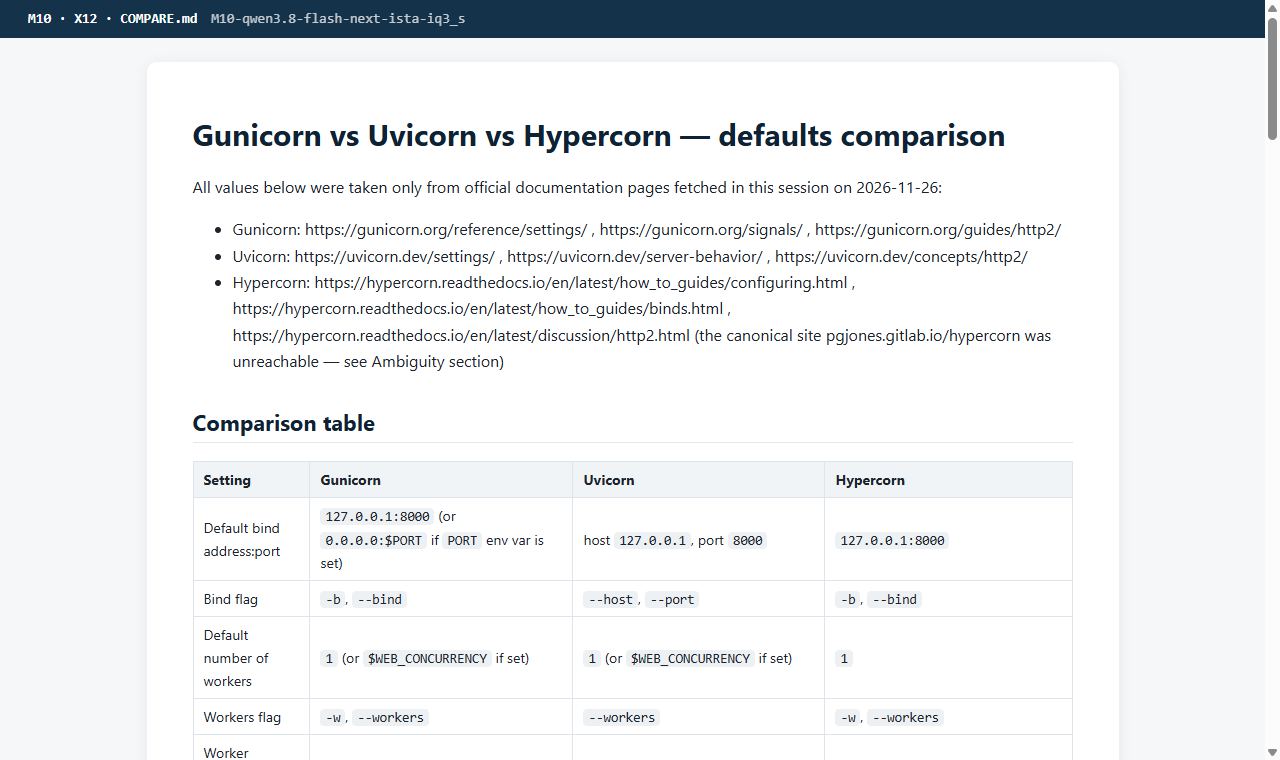 M10 · X12 · COMPARE.md M10-qwen3.8-flash-next-ista-iq3_s
Gunicorn vs Uvicorn vs Hypercorn — defaults comparison
All values below were taken only from official documentation pages fetched in this session on 2026-11-26:
• Gunicorn: https://gunicorn.org/reference/settings/ , https://gunicorn.org/signals/ , https://gunicorn.org/guides/http2/
• Uvicorn: https://uvicorn.dev/settings/ , https://uvicorn.dev/server-behavior/ , https://uvicorn.dev/concepts/http2/
• Hypercorn: https://hypercorn.readthedocs.io/en/latest/how_to_guides/configuring.html ,
https://hypercorn.readthedocs.io/en/latest/how_to_guides/binds.html ,
https://hypercorn.readthedocs.io/en/latest/discussion/http2.html (the canonical site pgjones.gitlab.io/hypercorn was
unreachable — see Ambiguity section)
Comparison table
Setting Gunicorn Uvicorn Hypercorn
Default bind
address:port
127.0.0.1:8000 (or
0.0.0.0:$PORT if PORT env var is
set)
host 127.0.0.1, port 8000
127.0.0.1:8000
Bind flag -b, --bind --host, --port -b, --bind
Default
number of
workers
1 (or $WEB_CONCURRENCY if set)
1 (or $WEB_CONCURRENCY if set)
1
Workers flag -w, --workers --workers -w, --workers
Worker